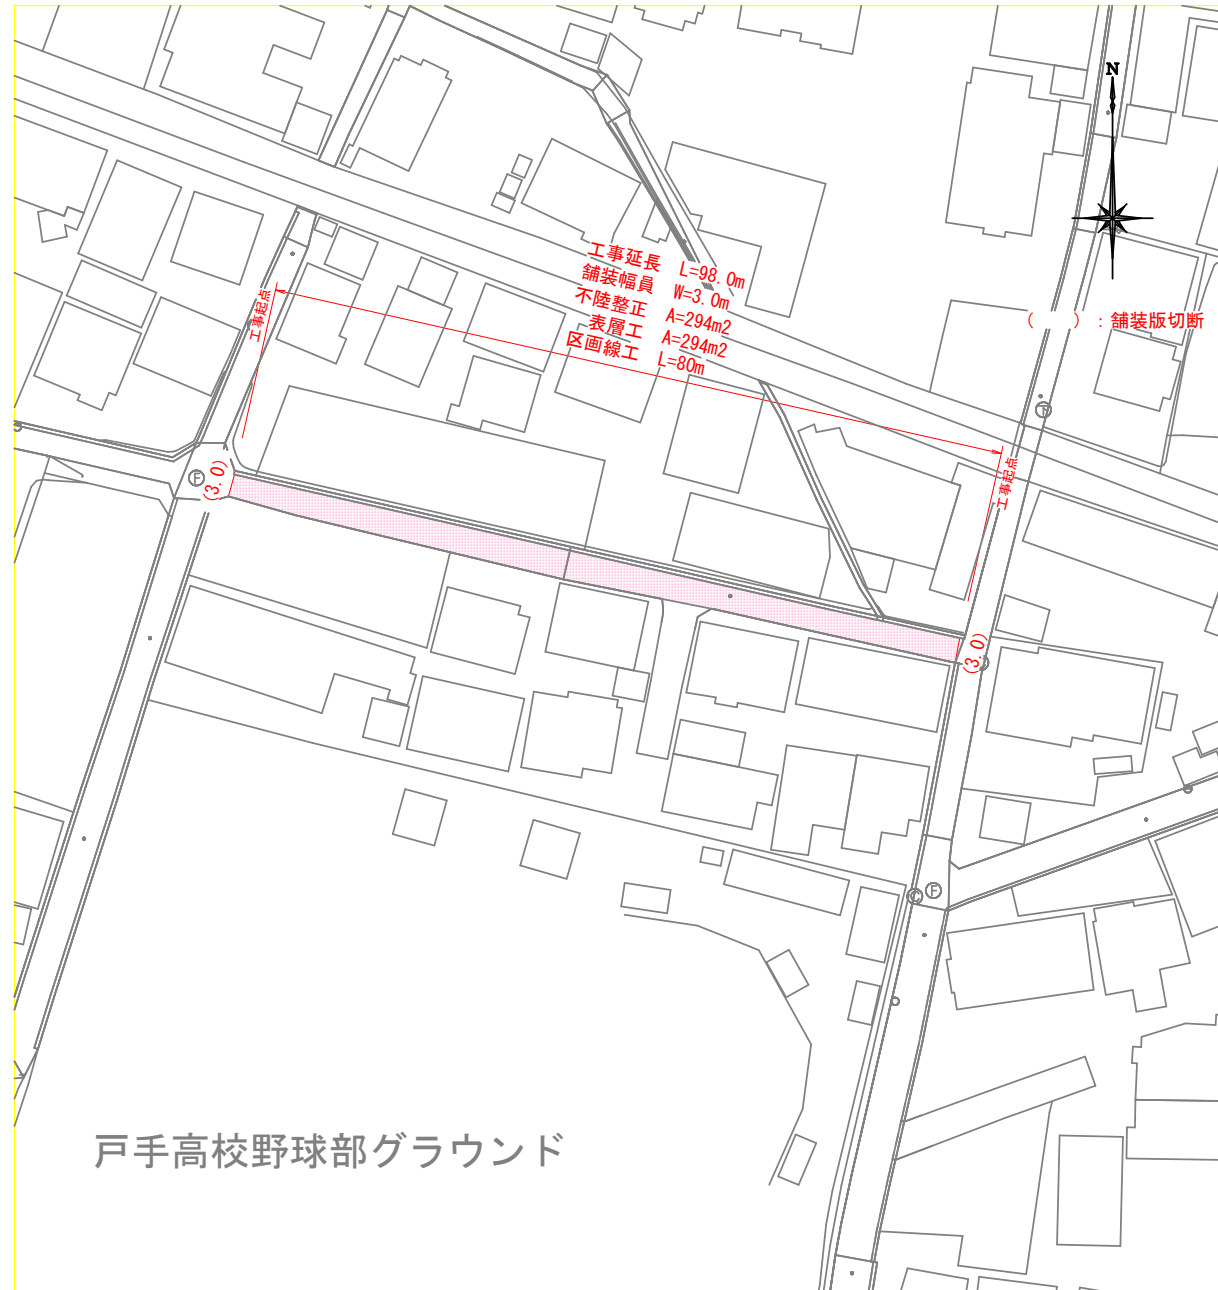 N
工事延長 L=98.0m
舗装幅員 W=3.0m
不陸整正 A=294m2
表層工 A=294m2
区画線工 L=80m
工事起点
( ) : 舗装版切断
工事起点
(3.0)
(3.0)
F
F
C
戸手高校野球部グラウンド